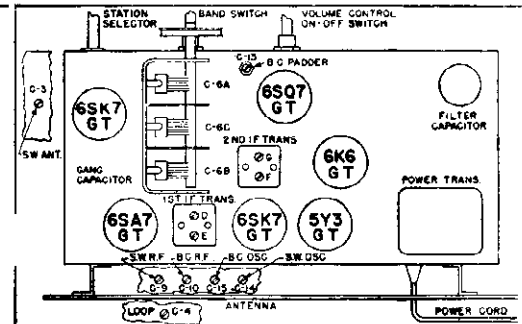 STATION
SELECTOR
BAND SWITCH
VOLUME CONTROL
ON-OFF SWITCH
C-3
S.W. ANT.
C-13
B.C. PADDER
6SK7
GT
C-6A
6SQ7
GT
FILTER
CAPACITOR
C-6C
2ND IF TRANS
G
F
6K6
GT
GANG
CAPACITOR
C-6B
POWER TRANS.
1ST IF TRANS.
D
E
6SA7
GT
6SK7
GT
5Y3
GT
S.W.R.F.
B.C.R.F.
B.C.OSC
S.W.OSC
C-9
C-10
C-15
C-14
ANTENNA
LOOP
C-4
POWER CORD